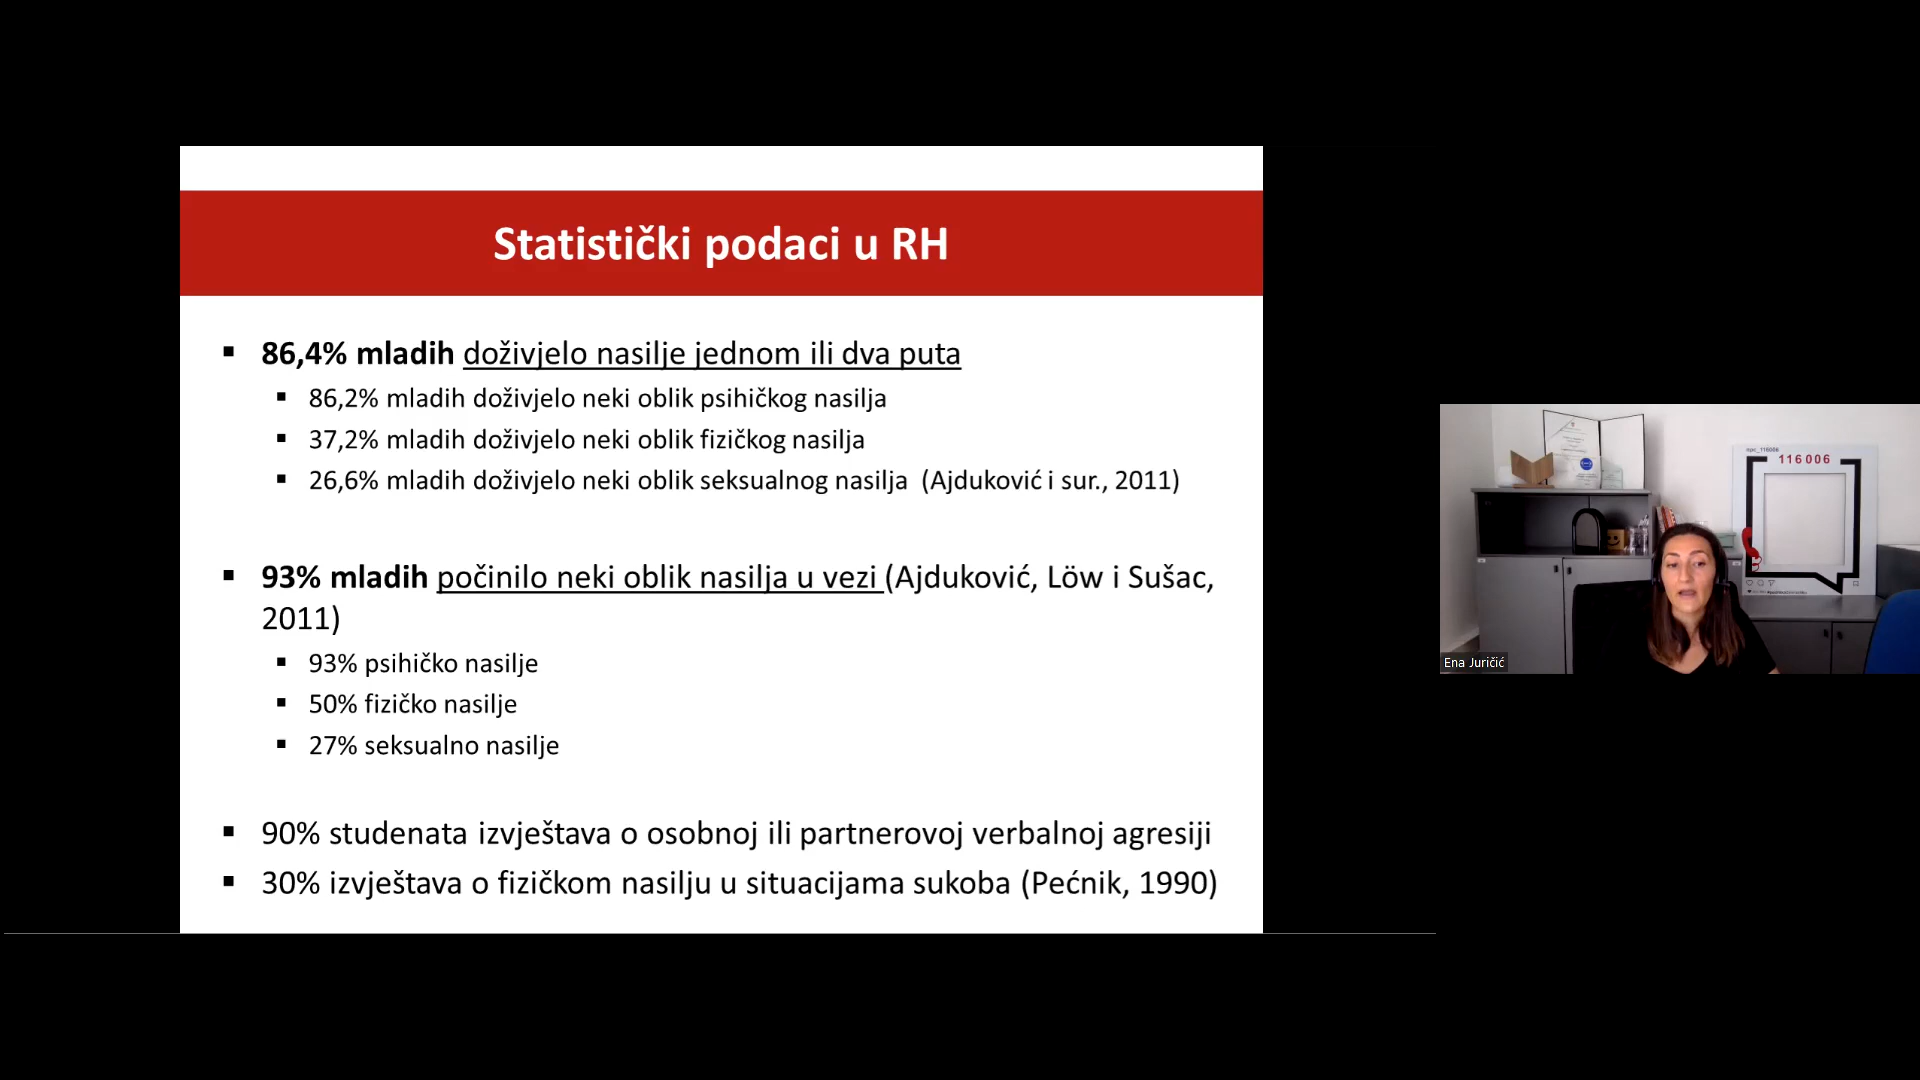 Statistički podaci u RH
▪ 86,4% mladih doživjelo nasilje jednom ili dva puta
▪ 86,2% mladih doživjelo neki oblik psihičkog nasilja
▪ 37,2% mladih doživjelo neki oblik fizičkog nasilja
▪ 26,6% mladih doživjelo neki oblik seksualnog nasilja (Ajduković i sur., 2011)
▪ 93% mladih počinilo neki oblik nasilja u vezi (Ajduković, Löw i Sušac,
2011)
▪ 93% psihičko nasilje
▪ 50% fizičko nasilje
▪ 27% seksualno nasilje
▪ 90% studenata izvještava o osobnoj ili partnerovoj verbalnoj agresiji
▪ 30% izvještava o fizičkom nasilju u situacijama sukoba (Pećnik, 1990)
npc_116006
116 006
Ena Juričić